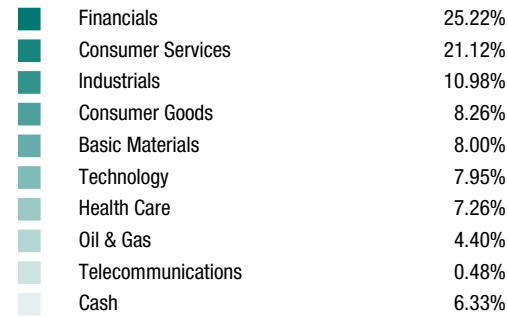 Financials 25.22%
Consumer Services 21.12%
Industrials 10.98%
Consumer Goods 8.26%
Basic Materials 8.00%
Technology 7.95%
Health Care 7.26%
Oil & Gas 4.40%
Telecommunications 0.48%
Cash 6.33%